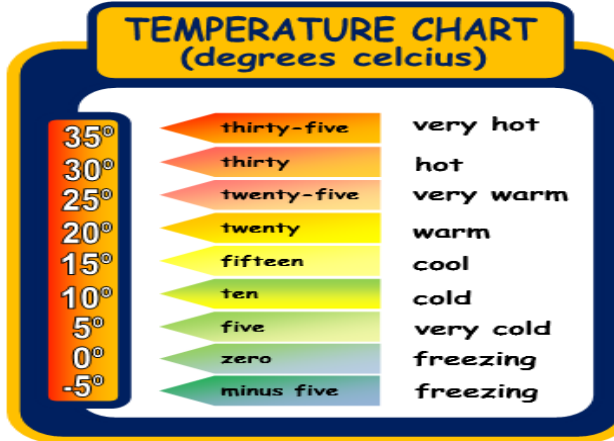 TEMPERATURE CHART
(degrees celcius)
35° thirty-five very hot
30° thirty hot
25° twenty-five very warm
20° twenty warm
15° fifteen cool
10° ten cold
5° five very cold
0° zero freezing
-5° minus five freezing